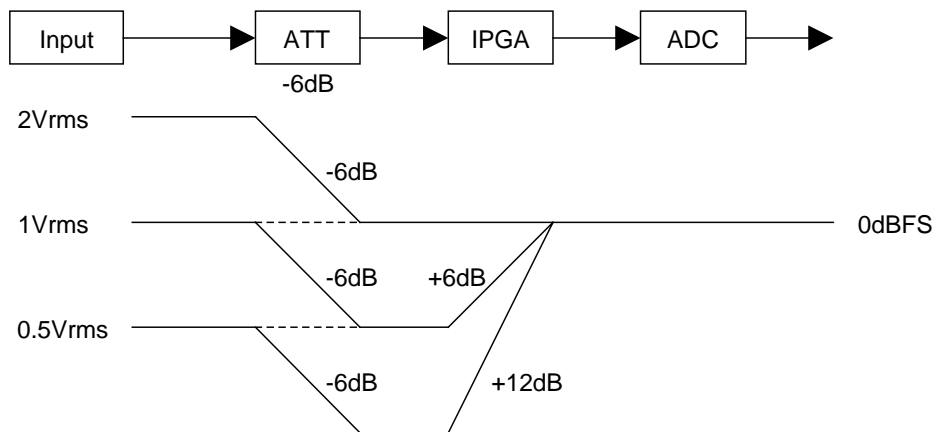 Input
ATT
IPGA
ADC
-6dB
2Vrms
-6dB
1Vrms
0dBFS
-6dB
+6dB
0.5Vrms
-6dB
+12dB